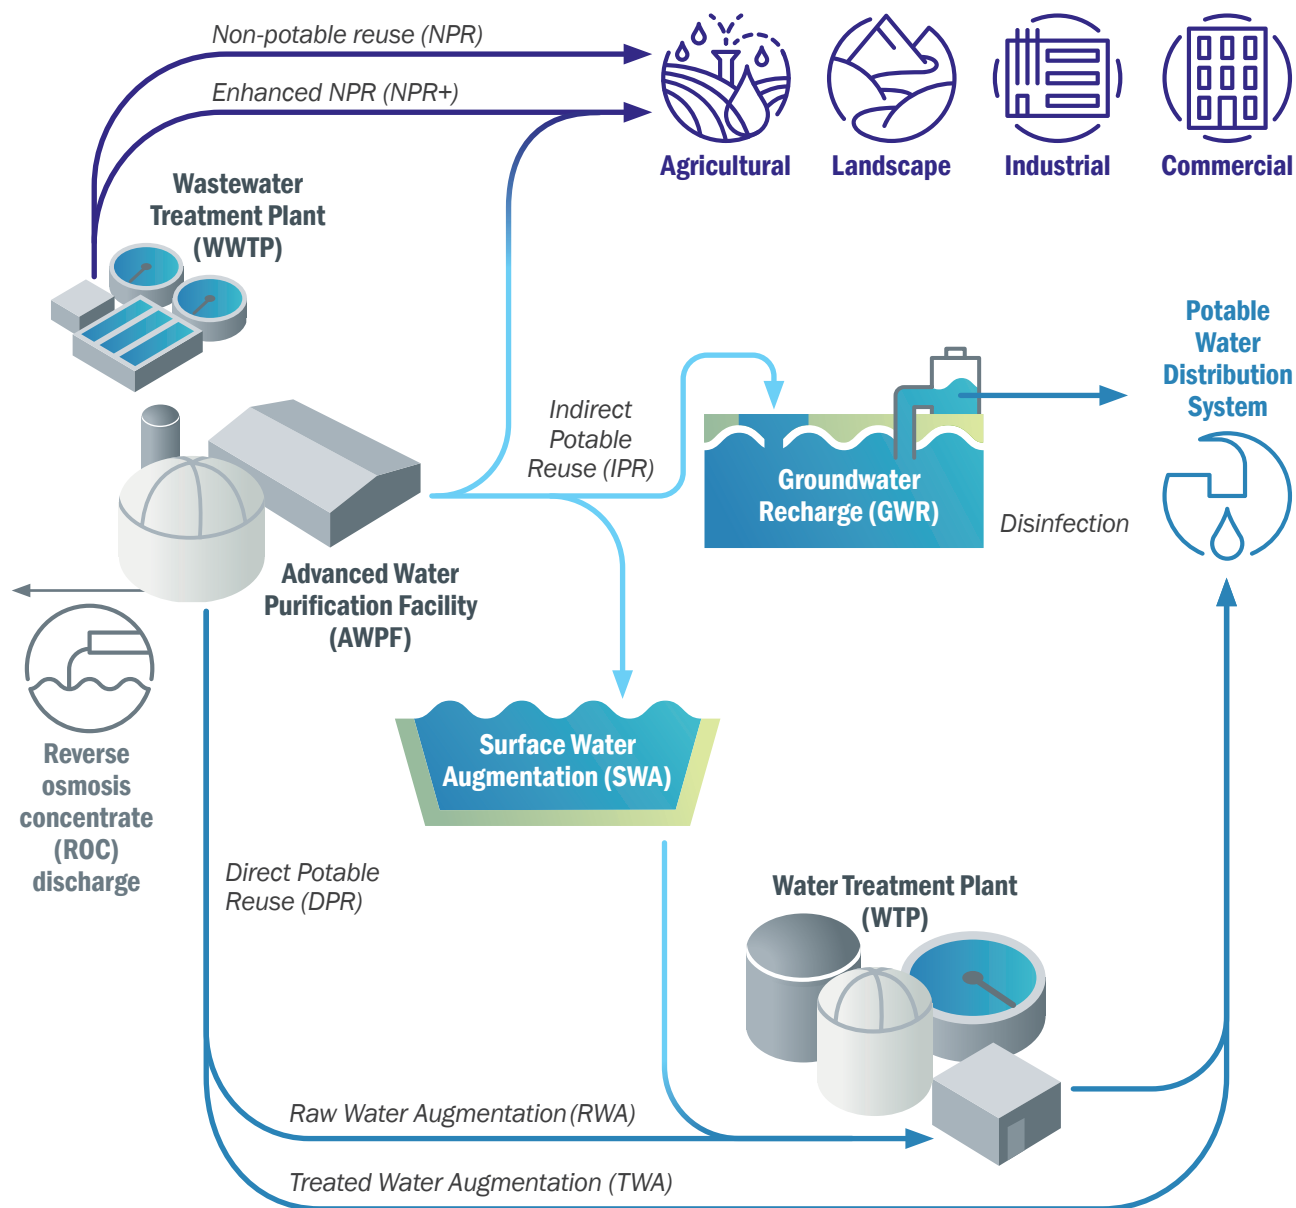 Non-potable reuse (NPR)
Enhanced NPR (NPR+)
Agricultural
Landscape
Industrial
Commercial
Wastewater
Treatment Plant
(WWTP)
Potable
Water
Distribution
System
Indirect
Potable
Reuse (IPR)
Groundwater
Recharge (GWR)
Disinfection
Advanced Water
Purification Facility
(AWPF)
Reverse
osmosis
concentrate
(ROC)
discharge
Surface Water
Augmentation (SWA)
Direct Potable
Reuse (DPR)
Water Treatment Plant
(WTP)
Raw Water Augmentation (RWA)
Treated Water Augmentation (TWA)